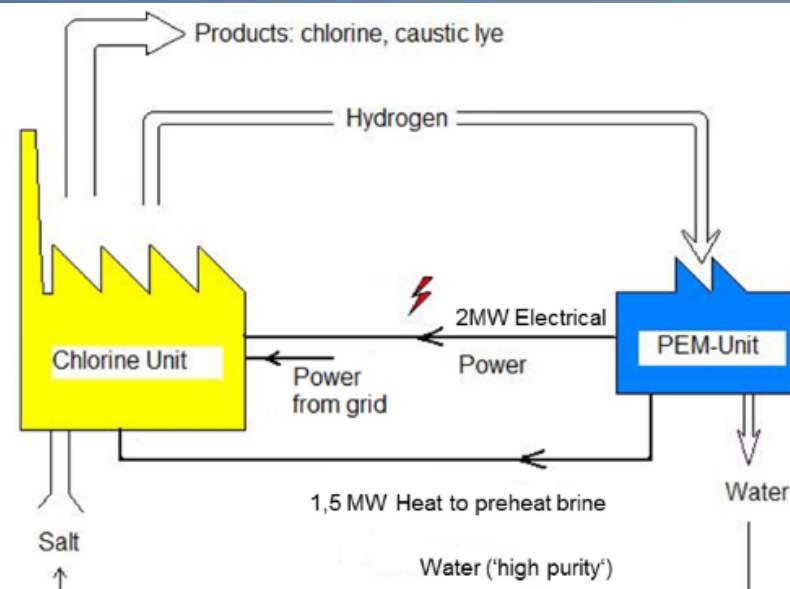 Products: chlorine, caustic lye
Hydrogen
2MW Electrical
Power
PEM-Unit
Chlorine Unit
Power
from grid
1,5 MW Heat to preheat brine
Water
Salt
Water (‘high purity‘)